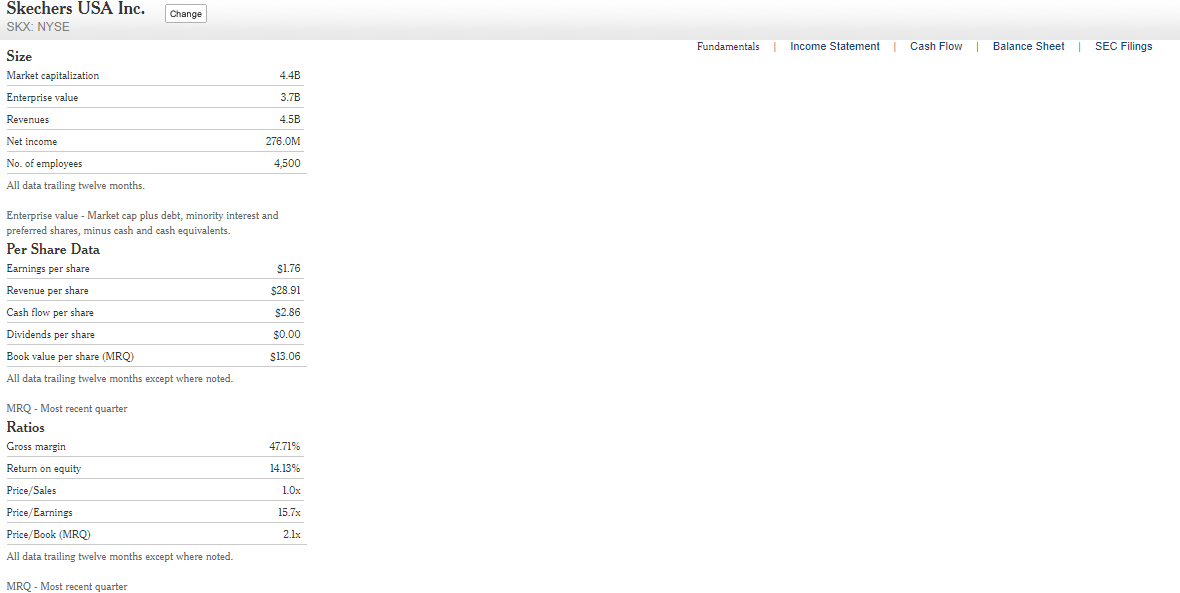 Skechers USA Inc. Change
SKX: NYSE
Fundamentals | Income Statement | Cash Flow | Balance Sheet | SEC Filings
Size
Market capitalization 4.4B
Enterprise value 3.7B
Revenues 4.5B
Net income 276.0M
No. of employees 4,500
All data trailing twelve months.
Enterprise value - Market cap plus debt, minority interest and
preferred shares, minus cash and cash equivalents.
Per Share Data
Earnings per share $1.76
Revenue per share $28.91
Cash flow per share $2.86
Dividends per share $0.00
Book value per share (MRQ) $13.06
All data trailing twelve months except where noted.
MRQ - Most recent quarter
Ratios
Gross margin 47.71%
Return on equity 14.13%
Price/Sales 1.0x
Price/Earnings 15.7x
Price/Book (MRQ) 2.1x
All data trailing twelve months except where noted.
MRQ - Most recent quarter